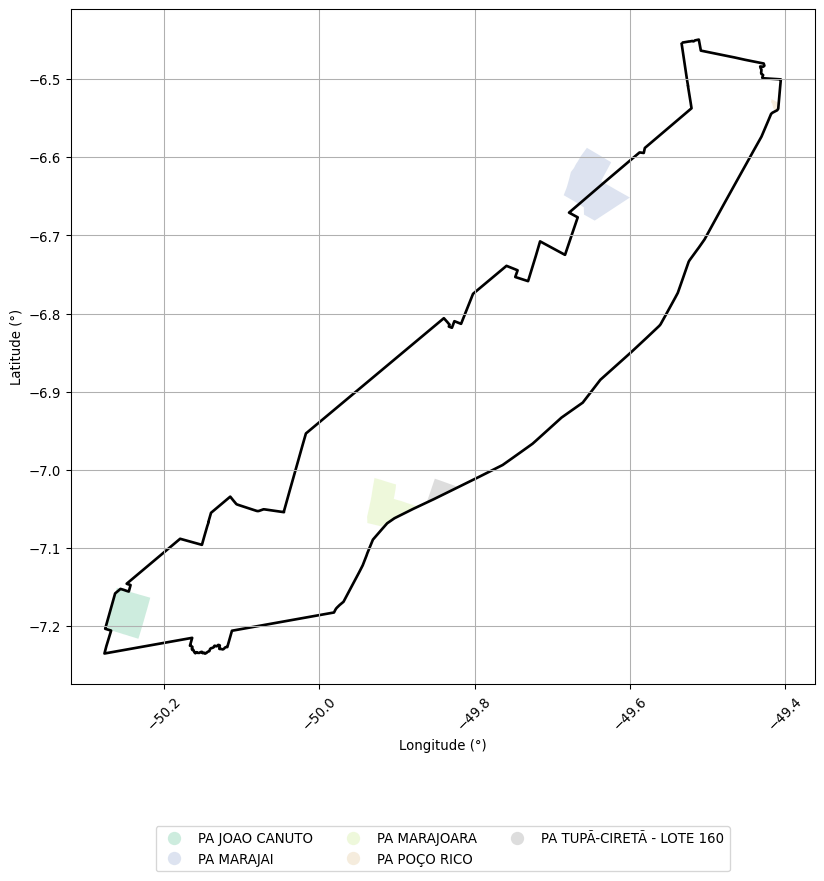 −6.5
−6.6
−6.7
−6.8
−6.9
−7.0
−7.1
−7.2
Latitude (°)
−50.2
−50.0
−49.8
−49.6
−49.4
Longitude (°)
PA JOAO CANUTO
PA MARAJAI
PA MARAJOARA
PA POÇO RICO
PA TUPÃ-CIRETÃ - LOTE 160